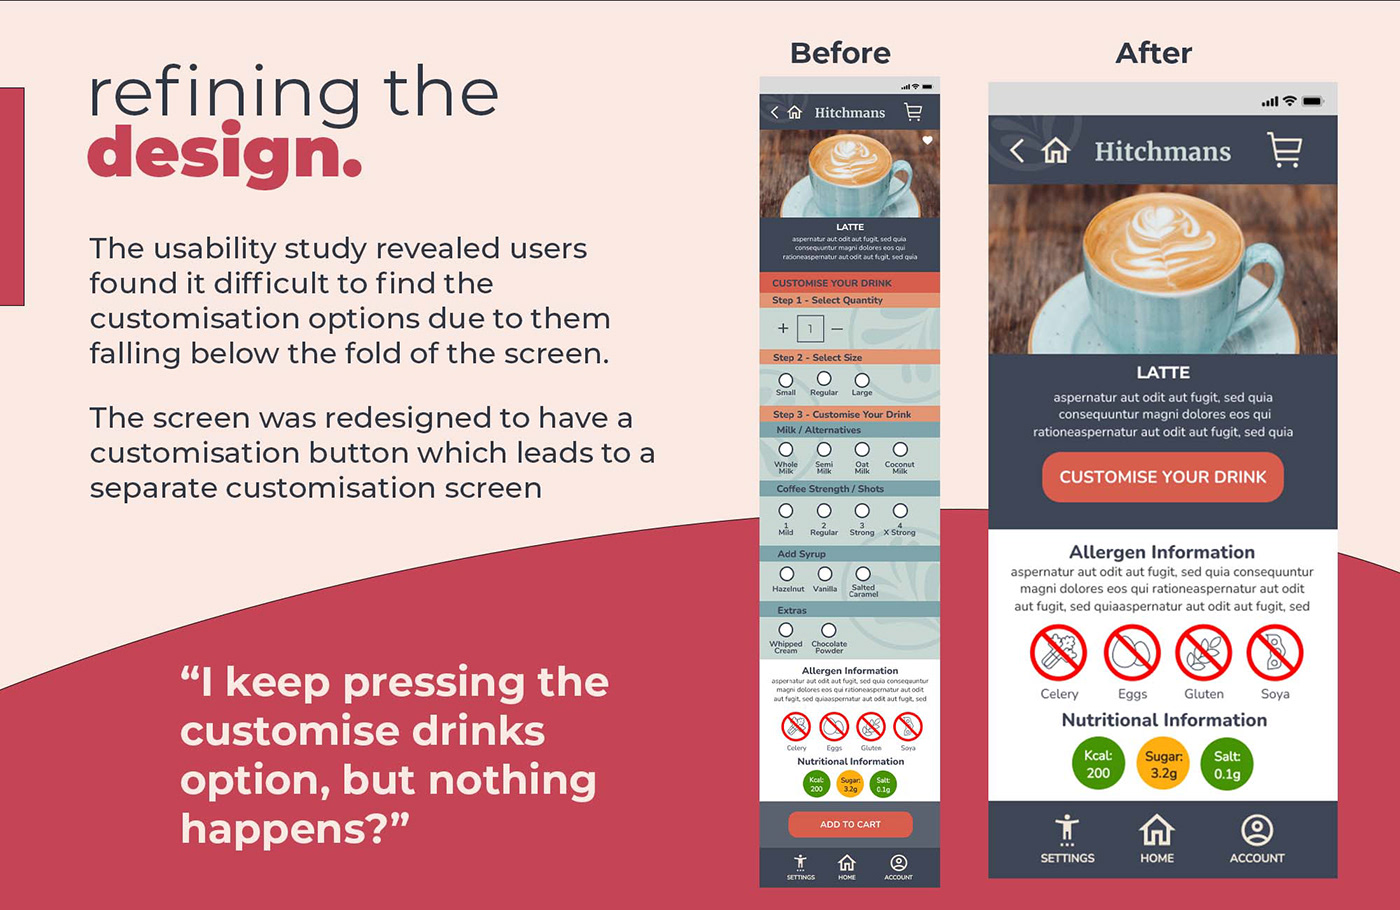 refining the
design.
The usability study revealed users
found it difficult to find the
customisation options due to them
falling below the fold of the screen.
The screen was redesigned to have a
customisation button which leads to a
separate customisation screen
“I keep pressing the
customise drinks
option, but nothing
happens?”
Before
Hitchmans
LATTE
aspernatur aut odit aut fugit, sed quia
consequuntur magni dolores eos qui
rationeaspernatur aut odit aut fugit, sed quia
CUSTOMISE YOUR DRINK
Step 1 - Select Quantity
+ 1 −
Step 2 - Select Size
Small Regular Large
Step 3 - Customise Your Drink
Milk / Alternatives
Whole Semi Oat Coconut
Milk Milk Milk Milk
Coffee Strength / Shots
1 2 3 4
Mild Regular Strong X Strong
Add Syrup
Hazelnut Vanilla Salted
Caramel
Extras
Whipped Chocolate
Cream Powder
Allergen Information
aspernatur aut odit aut fugit, sed quia consequuntur
magni dolores eos qui rationeaspernatur aut odit
aut fugit, sed quiaaspernatur aut odit aut fugit, sed
Celery Eggs Gluten Soya
Nutritional Information
Kcal: Sugar: Salt:
200 3.2g 0.1g
ADD TO CART
SETTINGS HOME ACCOUNT
After
Hitchmans
LATTE
aspernatur aut odit aut fugit, sed quia
consequuntur magni dolores eos qui
rationeaspernatur aut odit aut fugit, sed quia
CUSTOMISE YOUR DRINK
Allergen Information
aspernatur aut odit aut fugit, sed quia consequuntur
magni dolores eos qui rationeaspernatur aut odit
aut fugit, sed quiaaspernatur aut odit aut fugit, sed
Celery Eggs Gluten Soya
Nutritional Information
Kcal: Sugar: Salt:
200 3.2g 0.1g
SETTINGS HOME ACCOUNT